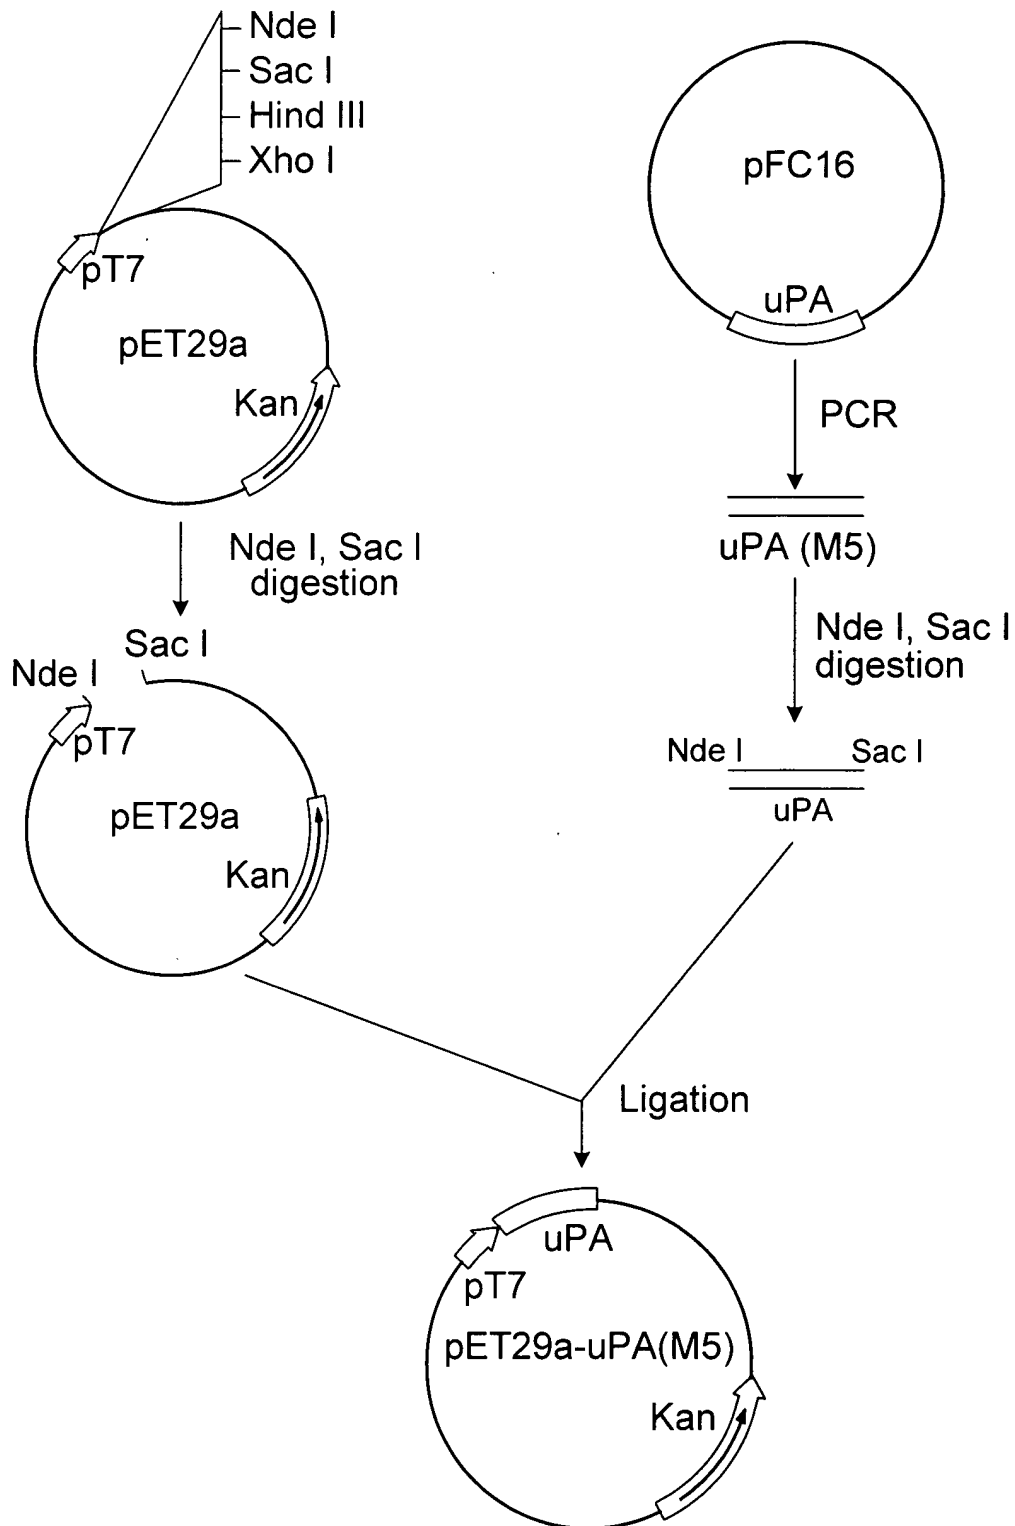 Nde I
Sac I
Hind III
Xho I
pT7
pET29a
Kan
Nde I, Sac I
digestion
Sac I
Nde I
pT7
pET29a
Kan
pFC16
uPA
PCR
uPA (M5)
Nde I, Sac I
digestion
Nde I Sac I
uPA
Ligation
uPA
pT7
pET29a-uPA(M5)
Kan